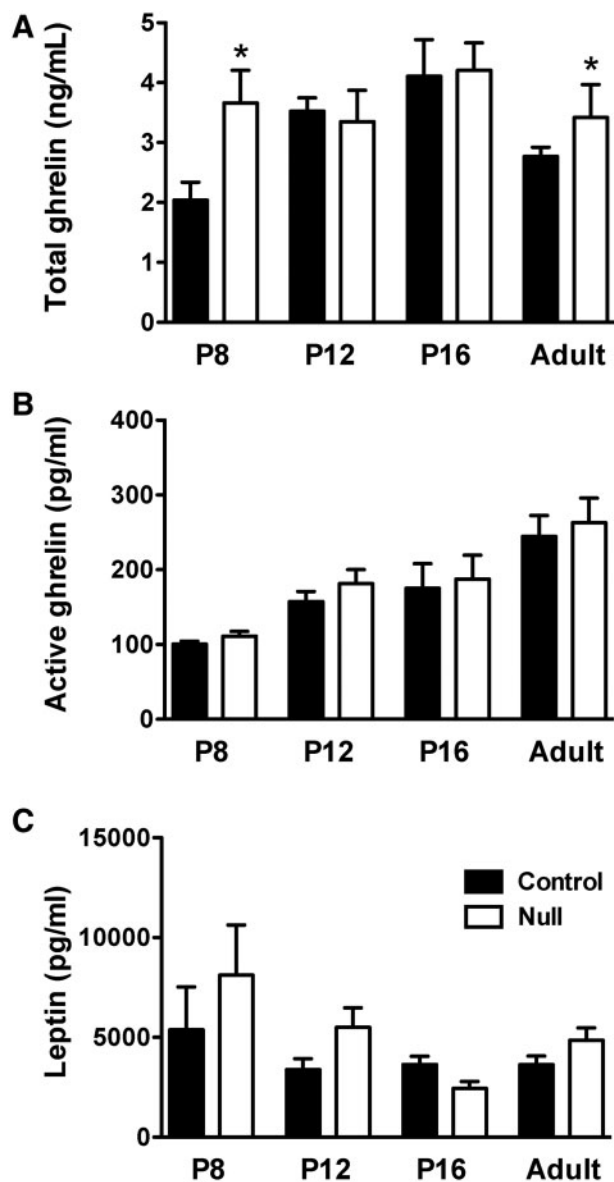 A
Total ghrelin (ng/mL)
5
4
3
2
1
0
*
*
P8 P12 P16 Adult
B
Active ghrelin (pg/ml)
400
300
200
100
0
P8 P12 P16 Adult
C
Leptin (pg/ml)
15000
10000
5000
0
Control
Null
P8 P12 P16 Adult